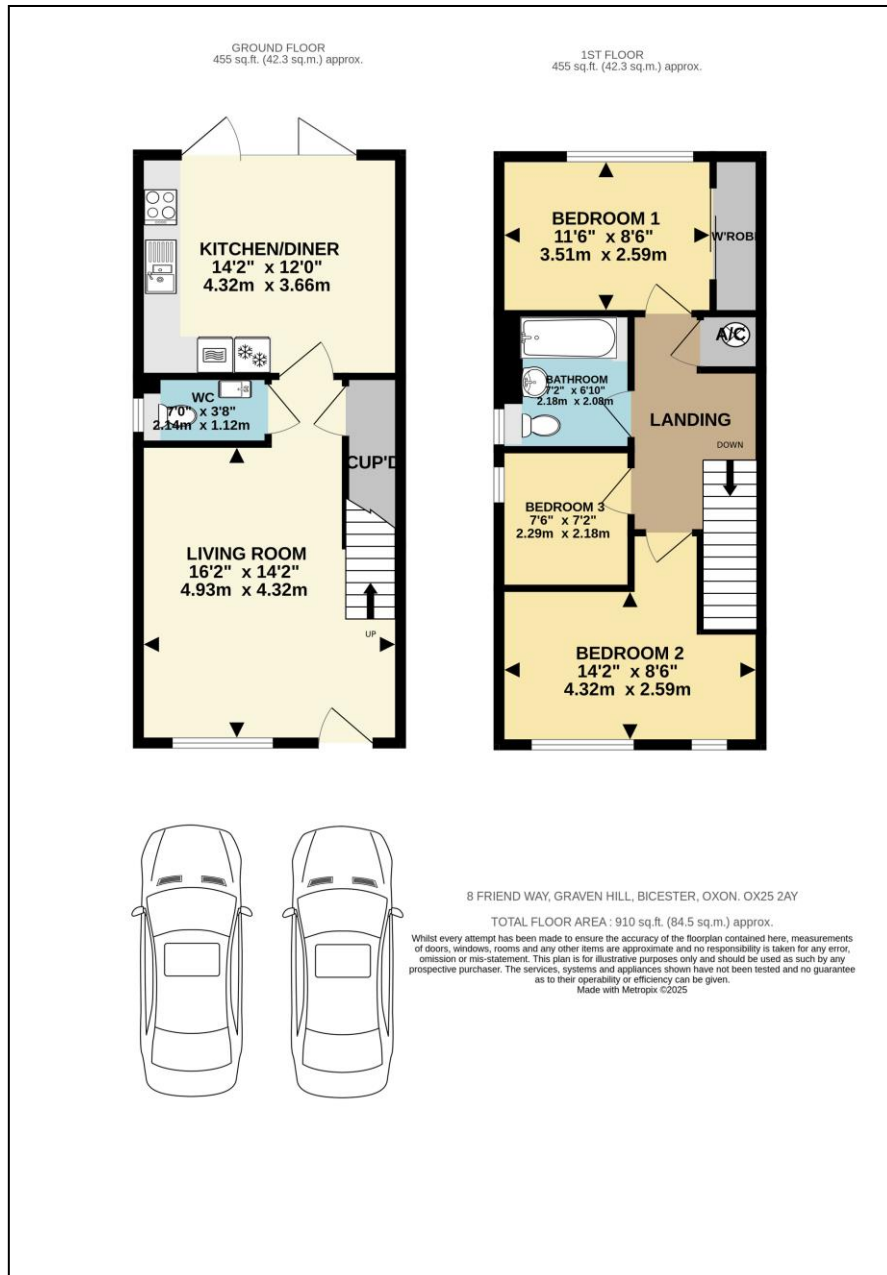 GROUND FLOOR
455 sq.ft. (42.3 sq.m.) approx.
KITCHEN/DINER
14'2" x 12'0"
4.32m x 3.66m
WC
7'0" x 3'8"
2.14m x 1.12m
CUP'D
LIVING ROOM
16'2" x 14'2"
4.93m x 4.32m
UP
1ST FLOOR
455 sq.ft. (42.3 sq.m.) approx.
BEDROOM 1
11'6" x 8'6"
3.51m x 2.59m
W'ROBE
A/C
BATHROOM
7'2" x 6'10"
2.18m x 2.08m
LANDING
DOWN
BEDROOM 3
7'6" x 7'2"
2.29m x 2.18m
BEDROOM 2
14'2" x 8'6"
4.32m x 2.59m
8 FRIEND WAY, GRAVEN HILL, BICESTER, OXON. OX25 2AY
TOTAL FLOOR AREA : 910 sq.ft. (84.5 sq.m.) approx.
Whilst every attempt has been made to ensure the accuracy of the floorplan contained here, measurements
of doors, windows, rooms and any other items are approximate and no responsibility is taken for any error,
omission or mis-statement. This plan is for illustrative purposes only and should be used as such by any
prospective purchaser. The services, systems and appliances shown have not been tested and no guarantee
as to their operability or efficiency can be given.
Made with Metropix ©2025